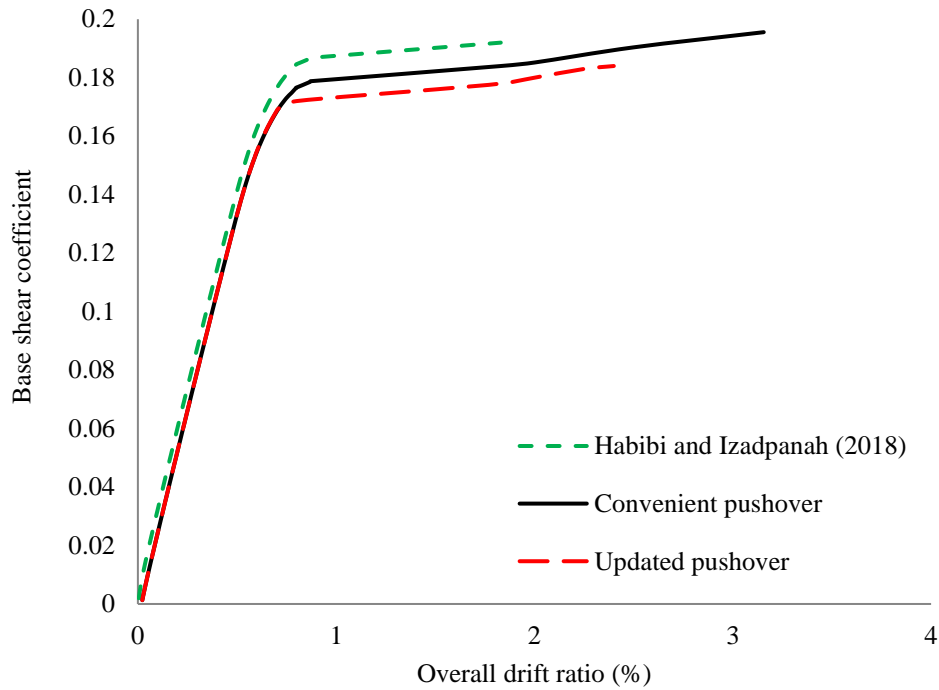 0.2
0.18
0.16
0.14
0.12
0.1
0.08
0.06
0.04
0.02
0
Base shear coefficient
Habibi and Izadpanah (2018)
Convenient pushover
Updated pushover
0 1 2 3 4
Overall drift ratio (%)